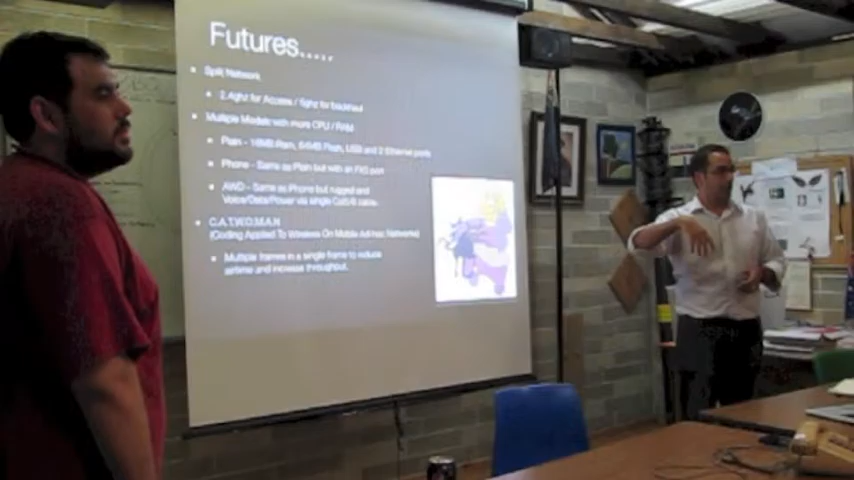 Futures.....
Split Network
2.4ghz for Access / 5ghz for backhaul
Multiple Models with more CPU / RAM
Plain - 16MB Flash, 64MB Ram, USB and 2 Ethernet ports
Phone - Same as Plain but with an FXS port
AWD - Same as Phone but rugged and
Voice/Data/Power via single Cat5/6 cable.
C.A.T.W.O.M.A.N
(Coding Applied To Wireless On Mobile Ad-hoc Networks)
Multiple frames in a single frame to reduce
airtime and increase throughput.